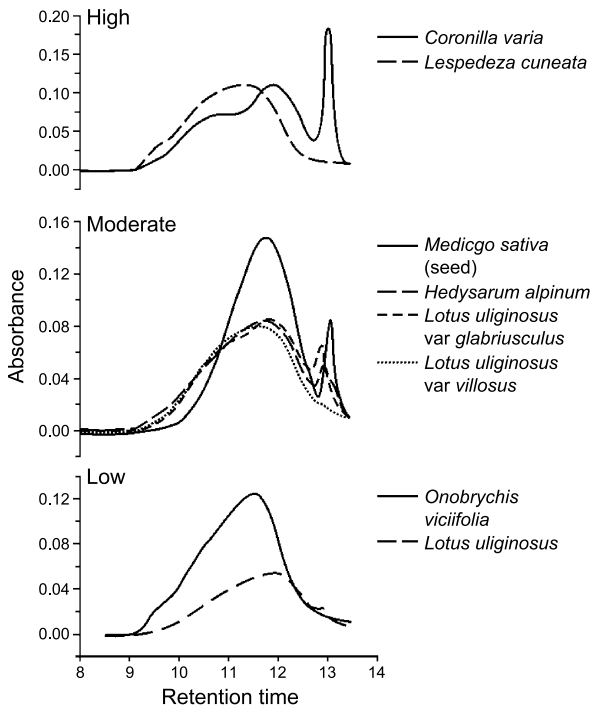 High
0.20
0.15
0.10
0.05
0.00
Coronilla varia
Lespedeza cuneata
Moderate
0.16
0.12
0.08
0.04
0.00
Absorbance
Medicgo sativa
(seed)
Hedysarum alpinum
Lotus uliginosus
var glabriusculus
Lotus uliginosus
var villosus
Low
0.12
0.08
0.04
0.00
Onobrychis
viciifolia
Lotus uliginosus
8 9 10 11 12 13 14
Retention time